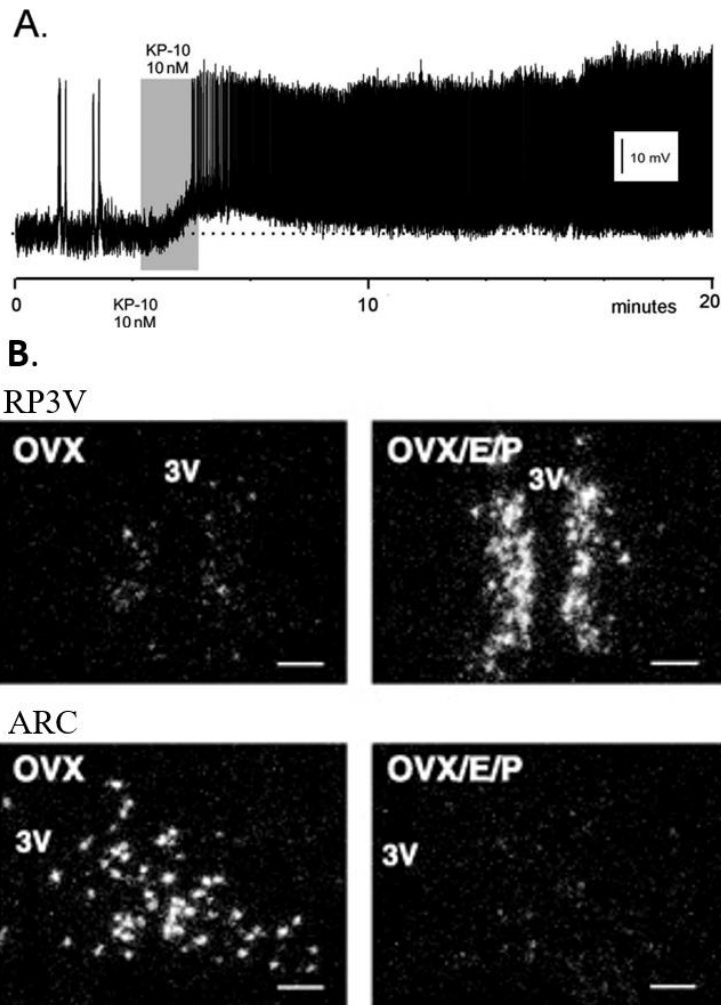 A.
KP-10
10 nM
10 mV
0
KP-10
10 nM
10
minutes
20
B.
RP3V
OVX
3V
OVX/E/P
3V
ARC
OVX
3V
OVX/E/P
3V